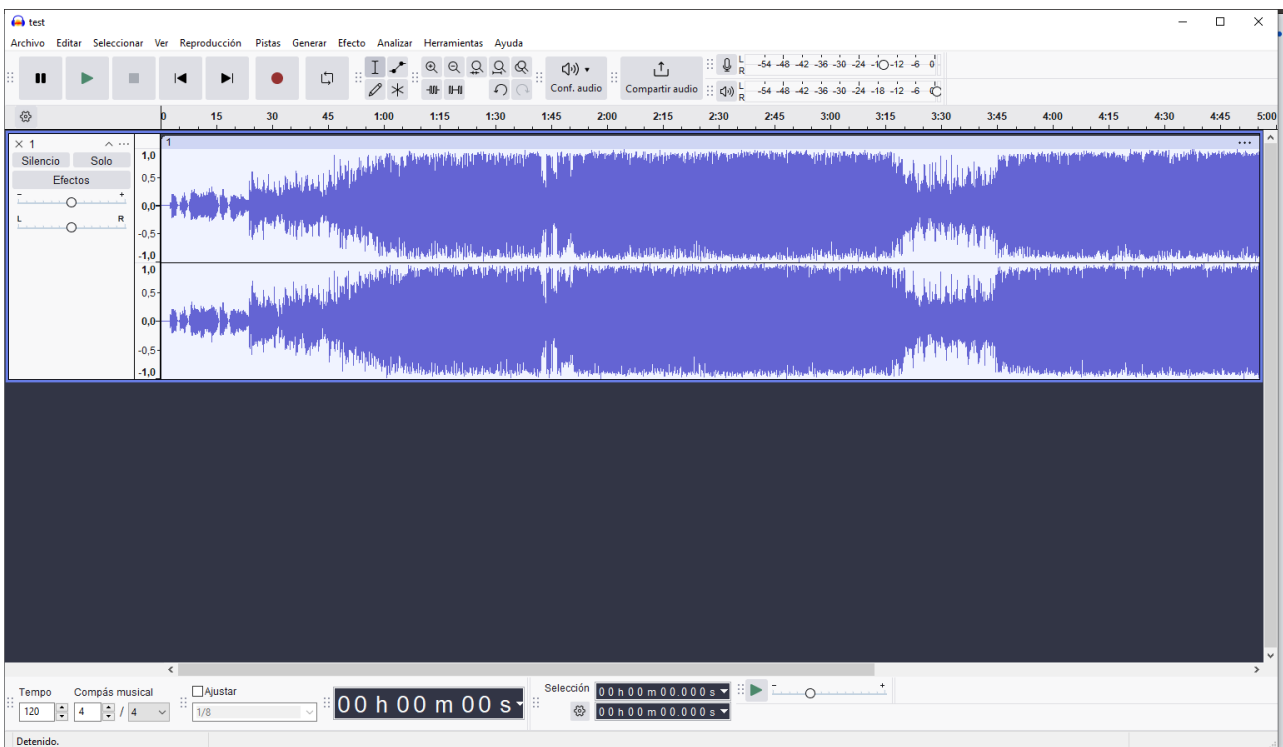 test
Archivo Editar Seleccionar Ver Reproducción Pistas Generar Efecto Analizar Herramientas Ayuda
Conf. audio
Compartir audio
L -54 -48 -42 -36 -30 -24 -12 -6 0
R
L -54 -48 -42 -36 -30 -24 -18 -12 -6
R
0 15 30 45 1:00 1:15 1:30 1:45 2:00 2:15 2:30 2:45 3:00 3:15 3:30 3:45 4:00 4:15 4:30 4:45 5:00
1
1
Silencio Solo
Efectos
- +
L R
1,0
0,5-
0,0-
-0,5-
-1,0
1,0
0,5-
0,0-
-0,5-
-1,0
Tempo Compás musical
120 4 / 4
Ajustar
1/8
00 h 00 m 00 s
Selección 00 h 00 m 00.000 s
00 h 00 m 00.000 s
- +
Detenido.